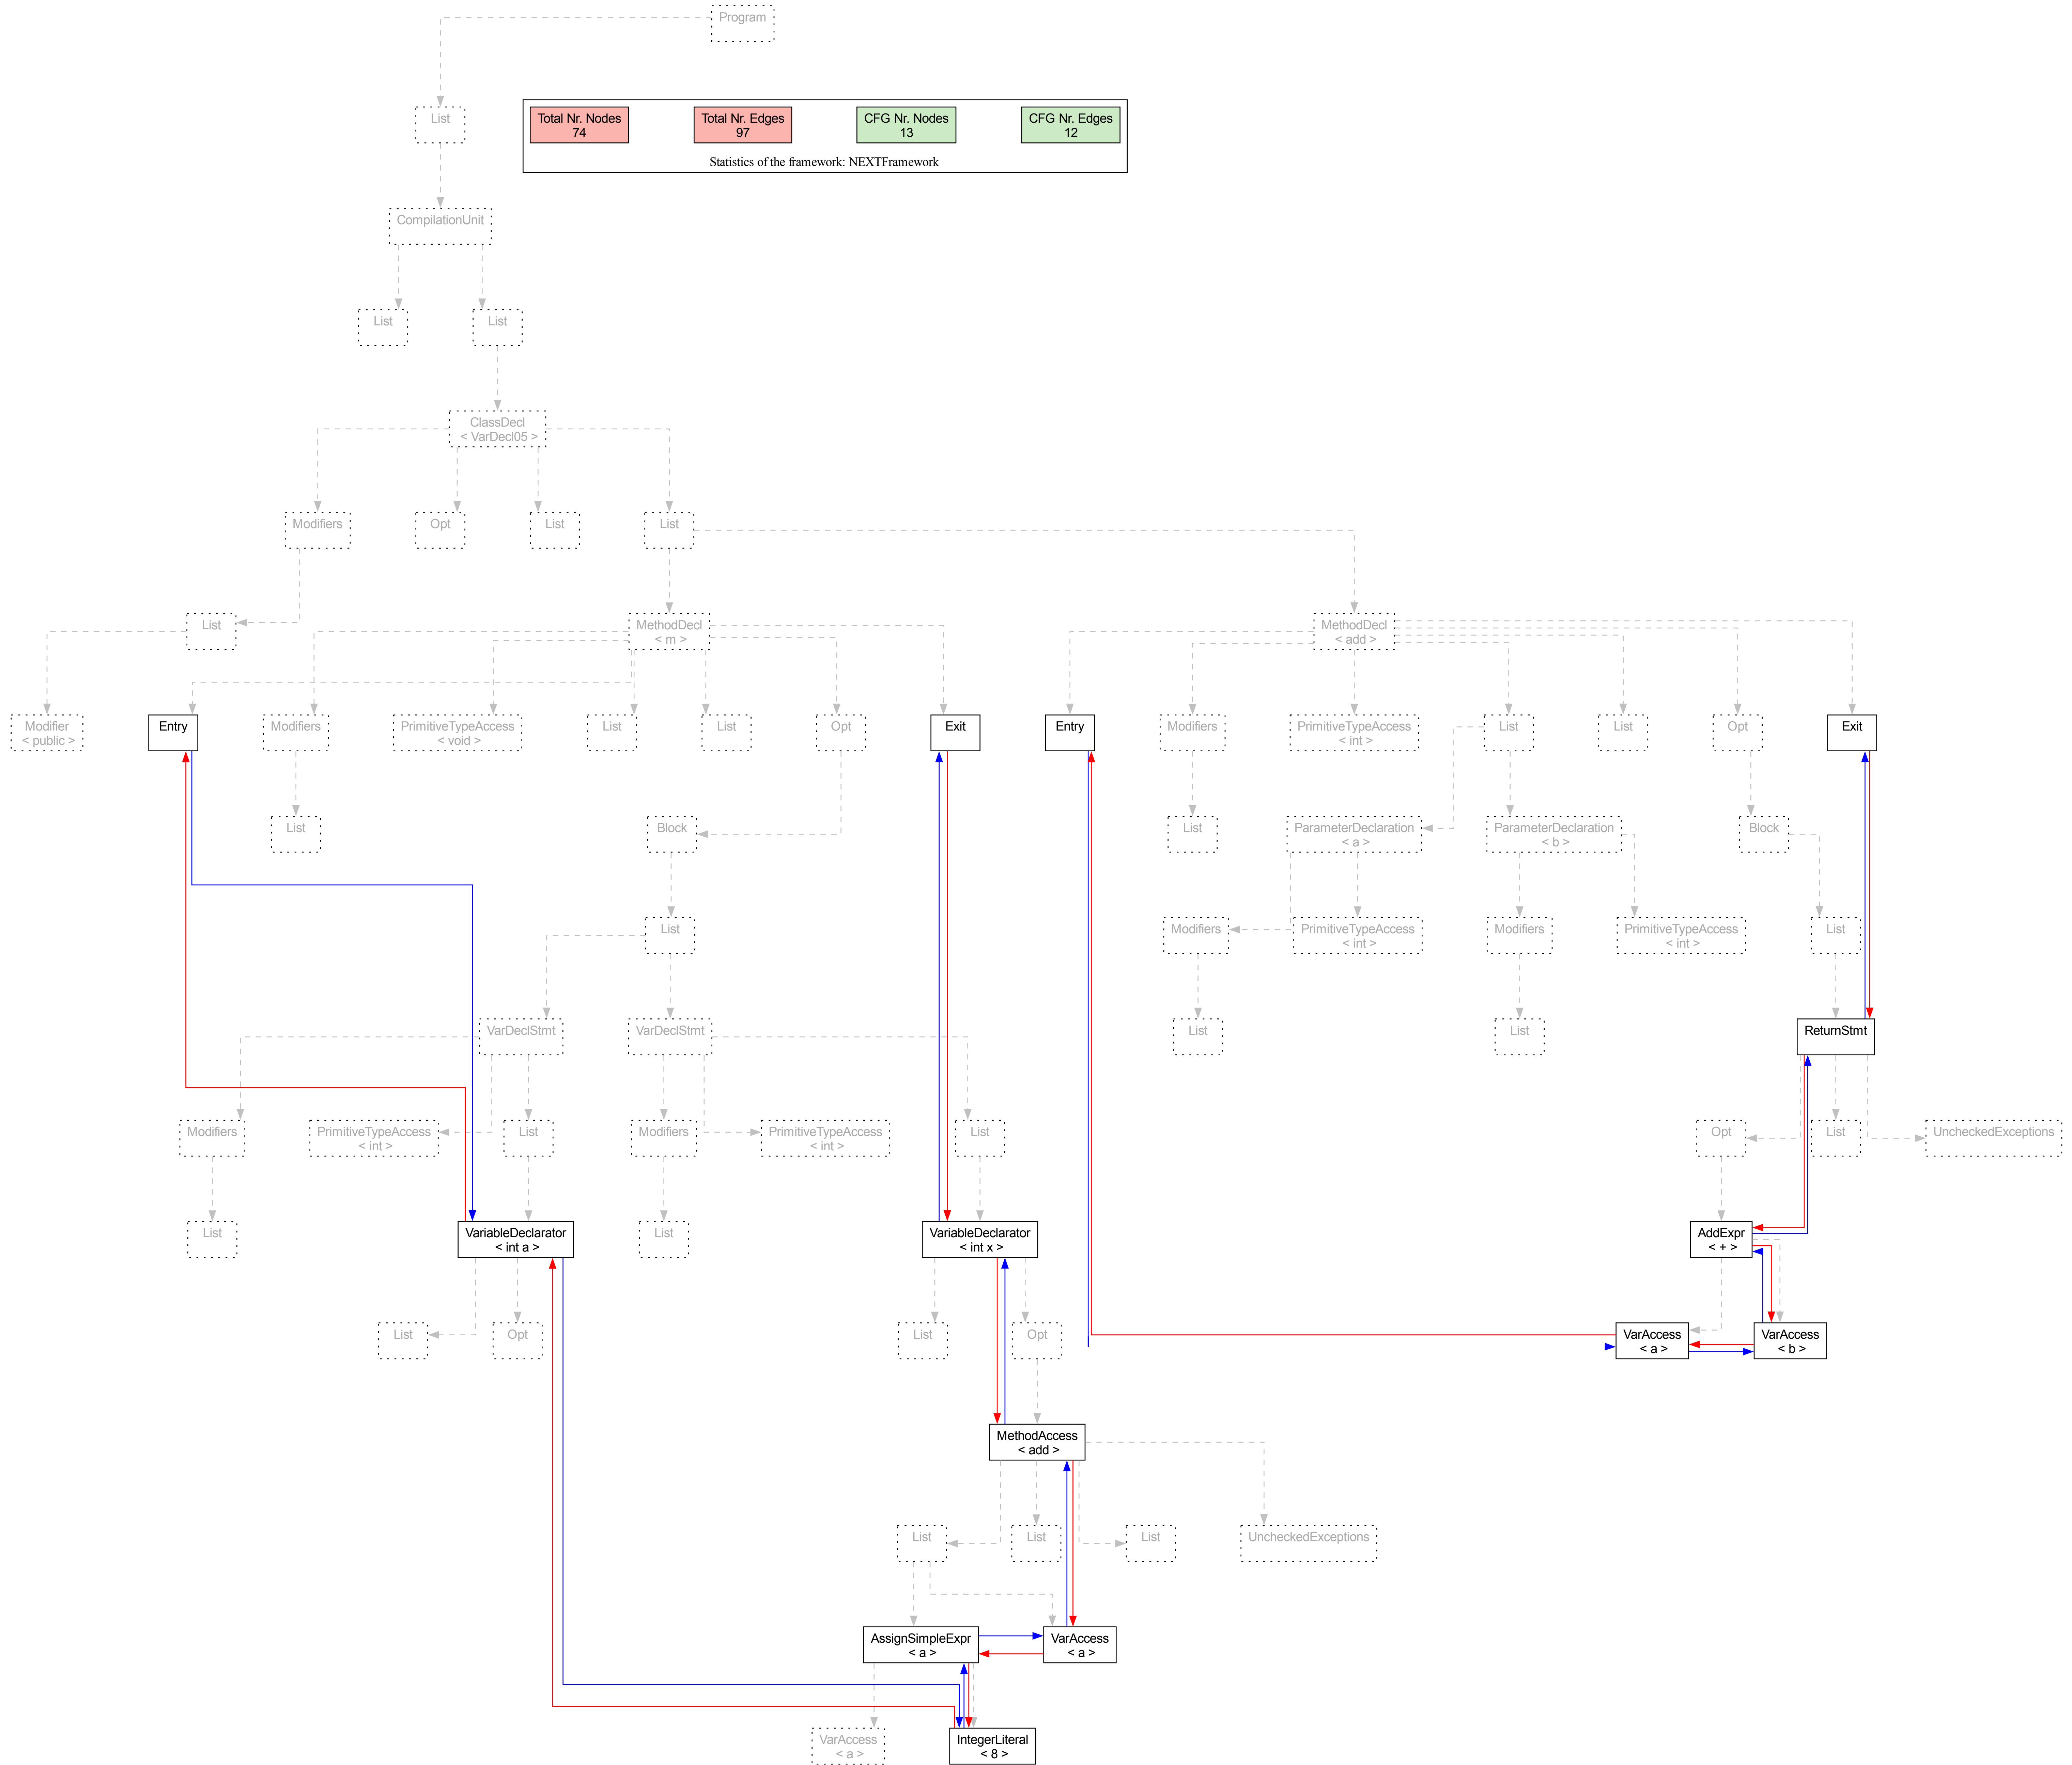 Program
List
Total Nr. Nodes
74
Total Nr. Edges
97
CFG Nr. Nodes
13
CFG Nr. Edges
12
Statistics of the framework: NEXTFramework
CompilationUnit
List
List
ClassDecl
< VarDecl05 >
Modifiers
Opt
List
List
List
MethodDecl
< m >
MethodDecl
< add >
Modifier
< public >
Entry
Modifiers
PrimitiveTypeAccess
< void >
List
List
Opt
Exit
Entry
Modifiers
PrimitiveTypeAccess
< int >
List
List
Opt
Exit
List
Block
List
ParameterDeclaration
< a >
ParameterDeclaration
< b >
Block
List
Modifiers
PrimitiveTypeAccess
< int >
Modifiers
PrimitiveTypeAccess
< int >
List
VarDeclStmt
VarDeclStmt
List
List
ReturnStmt
Modifiers
PrimitiveTypeAccess
< int >
List
Modifiers
PrimitiveTypeAccess
< int >
List
Opt
List
UncheckedExceptions
List
VariableDeclarator
< int a >
List
VariableDeclarator
< int x >
AddExpr
< + >
List
Opt
List
Opt
VarAccess
< a >
VarAccess
< b >
MethodAccess
< add >
List
List
List
UncheckedExceptions
AssignSimpleExpr
< a >
VarAccess
< a >
VarAccess
< a >
IntegerLiteral
< 8 >